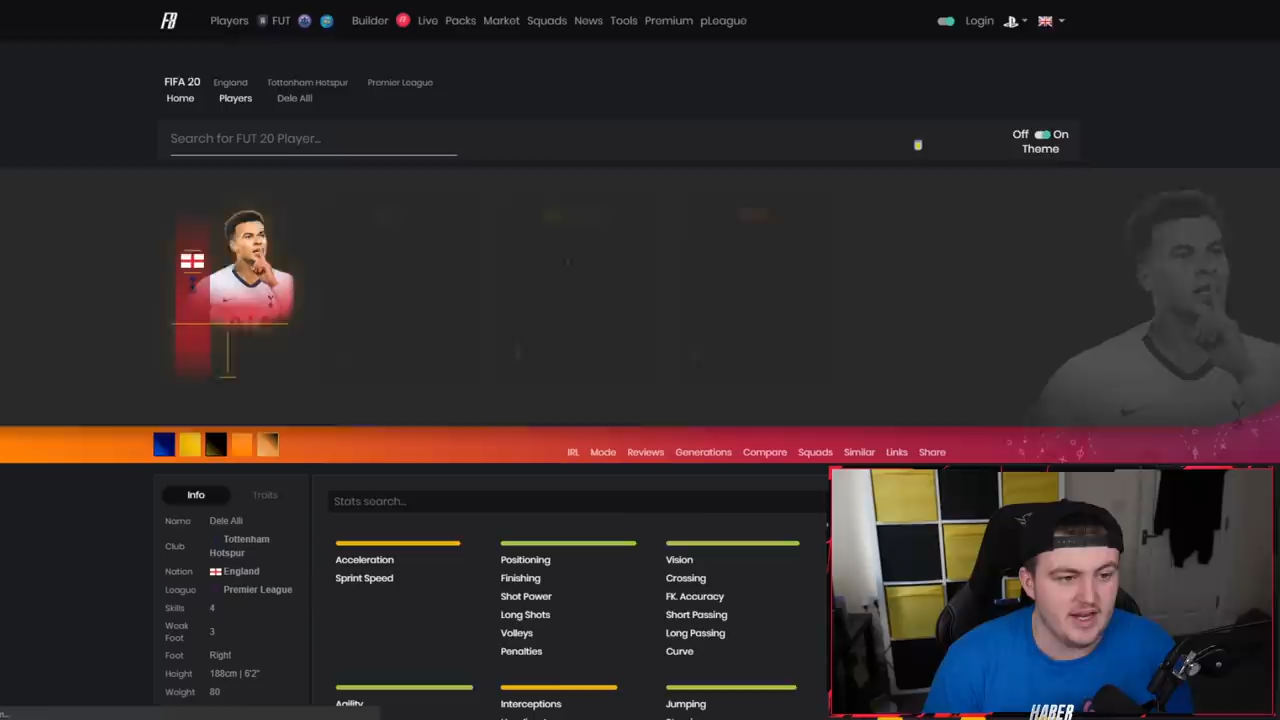 FB Players FUT Builder Live Packs Market Squads News Tools Premium pLeague Login
FIFA 20 England Tottenham Hotspur Premier League
Home Players Dele Alli
Search for FUT 20 Player...
Off On
Theme
IRL Mode Reviews Generations Compare Squads Similar Links Share
Info Traits
Name Dele Alli
Club Tottenham
Hotspur
Nation England
League Premier League
Skills 4
Weak
Foot 3
Foot Right
Height 188cm | 6'2"
Weight 80
Stats search...
Acceleration
Sprint Speed
Positioning
Finishing
Shot Power
Long Shots
Volleys
Penalties
Vision
Crossing
FK. Accuracy
Short Passing
Long Passing
Curve
Agility
Interceptions
Jumping
HABER